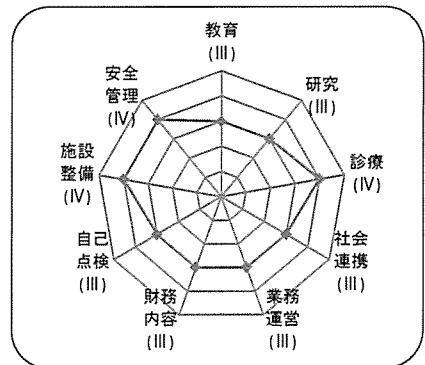 教育
(III)
研究
(III)
診療
(IV)
社会
連携
(III)
業務
運営
(III)
財務
内容
(III)
自己
点検
(III)
施設
整備
(IV)
安全
管理
(IV)